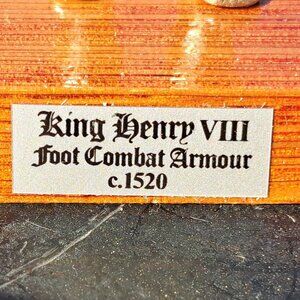 King Henry VIII
Foot Combat Armour
c.1520